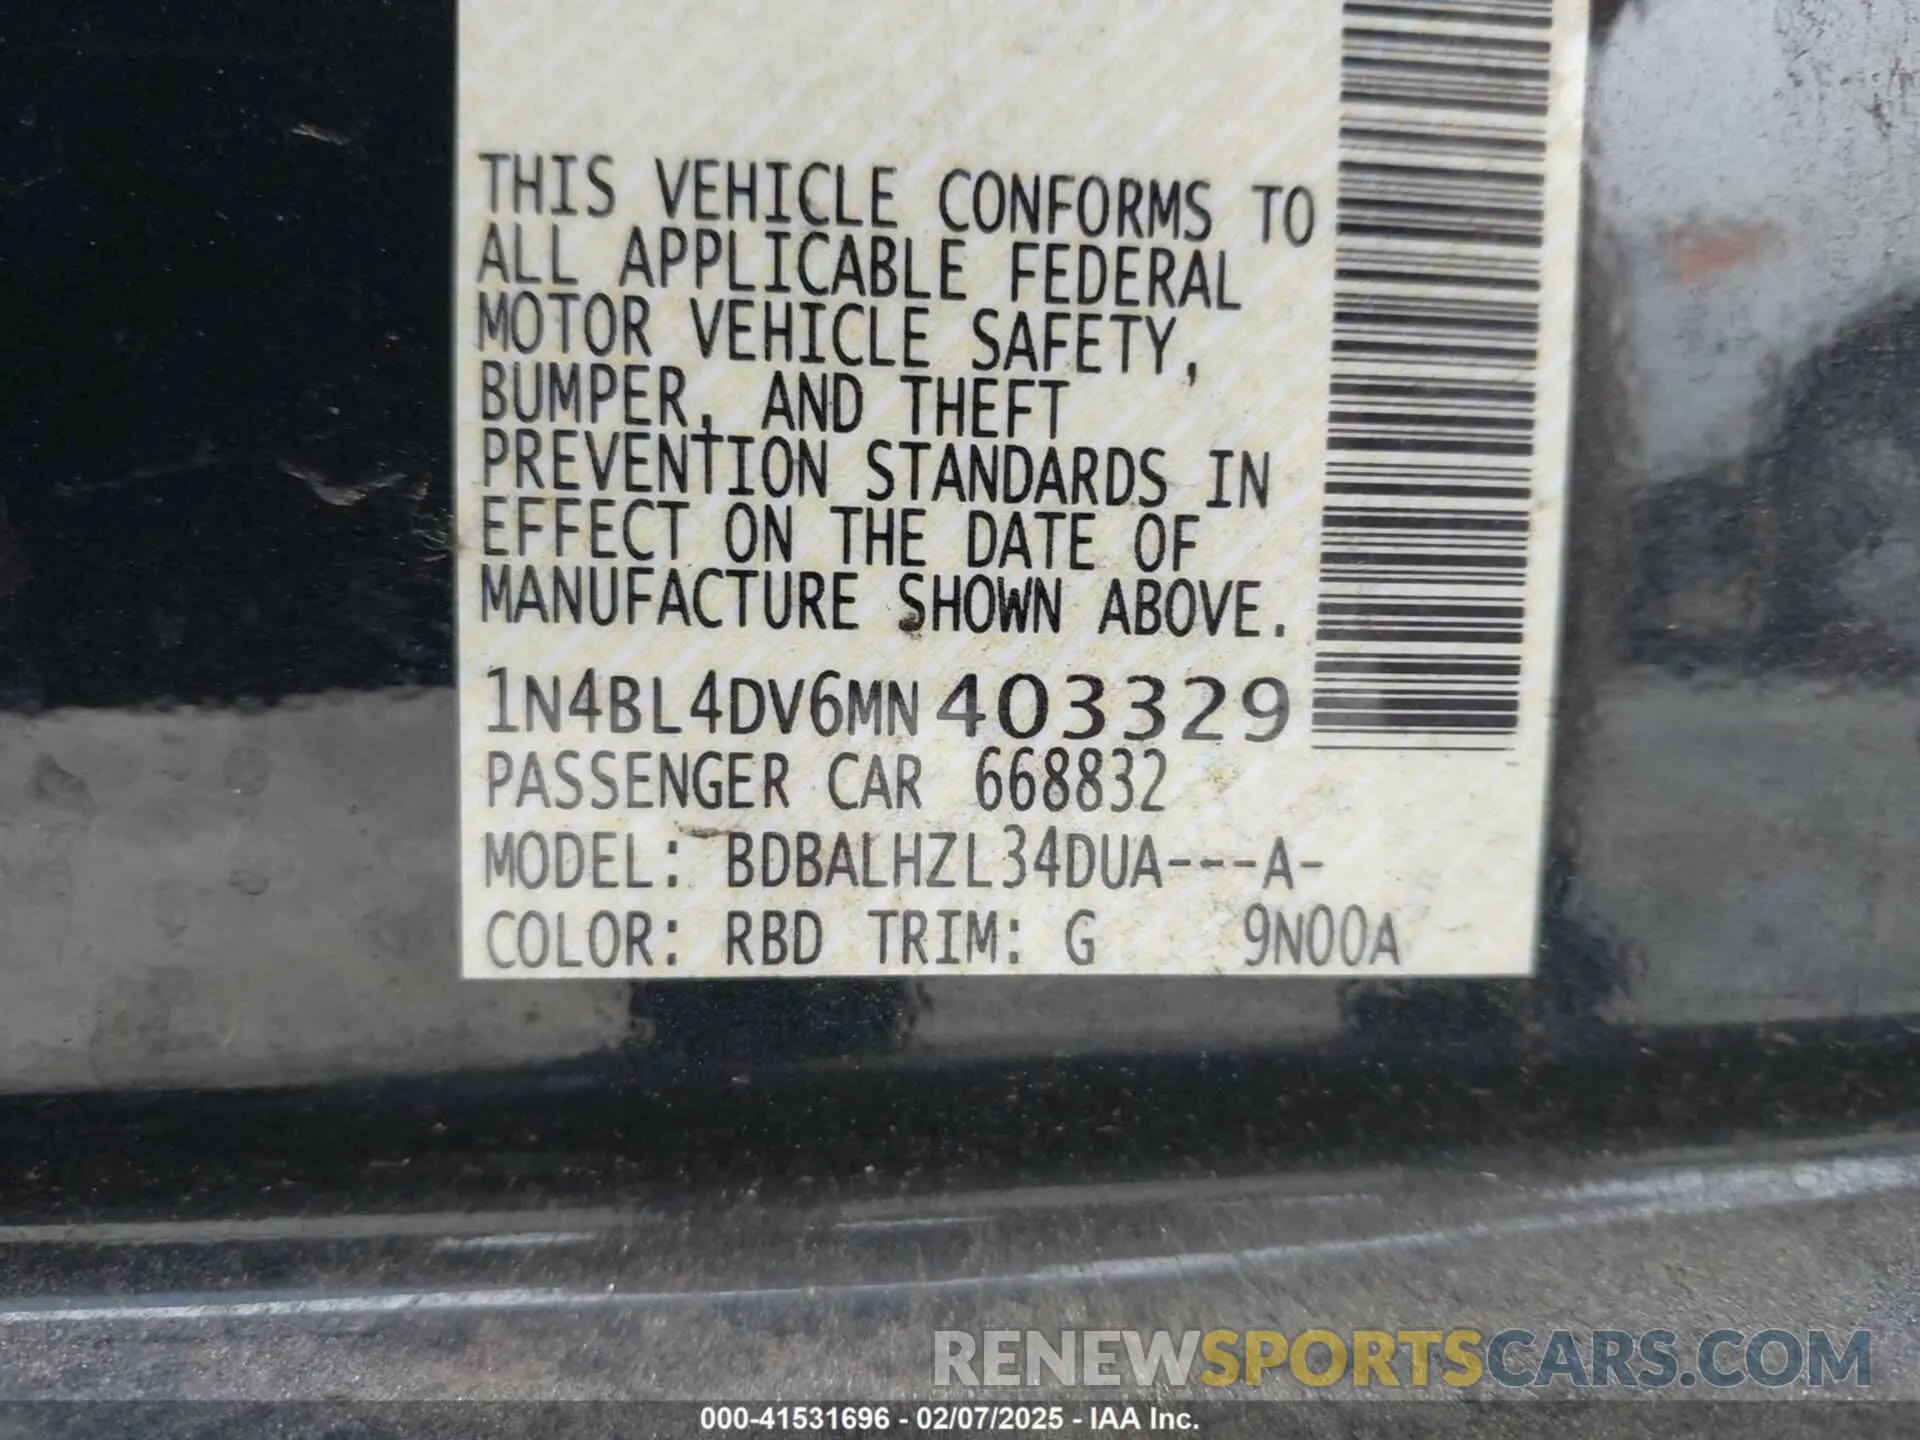 THIS VEHICLE CONFORMS TO
ALL APPLICABLE FEDERAL
MOTOR VEHICLE SAFETY,
BUMPER, AND THEFT
PREVENTION STANDARDS IN
EFFECT ON THE DATE OF
MANUFACTURE SHOWN ABOVE.
1N4BL4DV6MN403329
PASSENGER CAR 668832
MODEL: BDBALHZL34DUA---A-
COLOR: RBD TRIM: G 9N00A
RENEWSPORTSCARS.COM
000-41531696 - 02/07/2025 - IAA Inc.